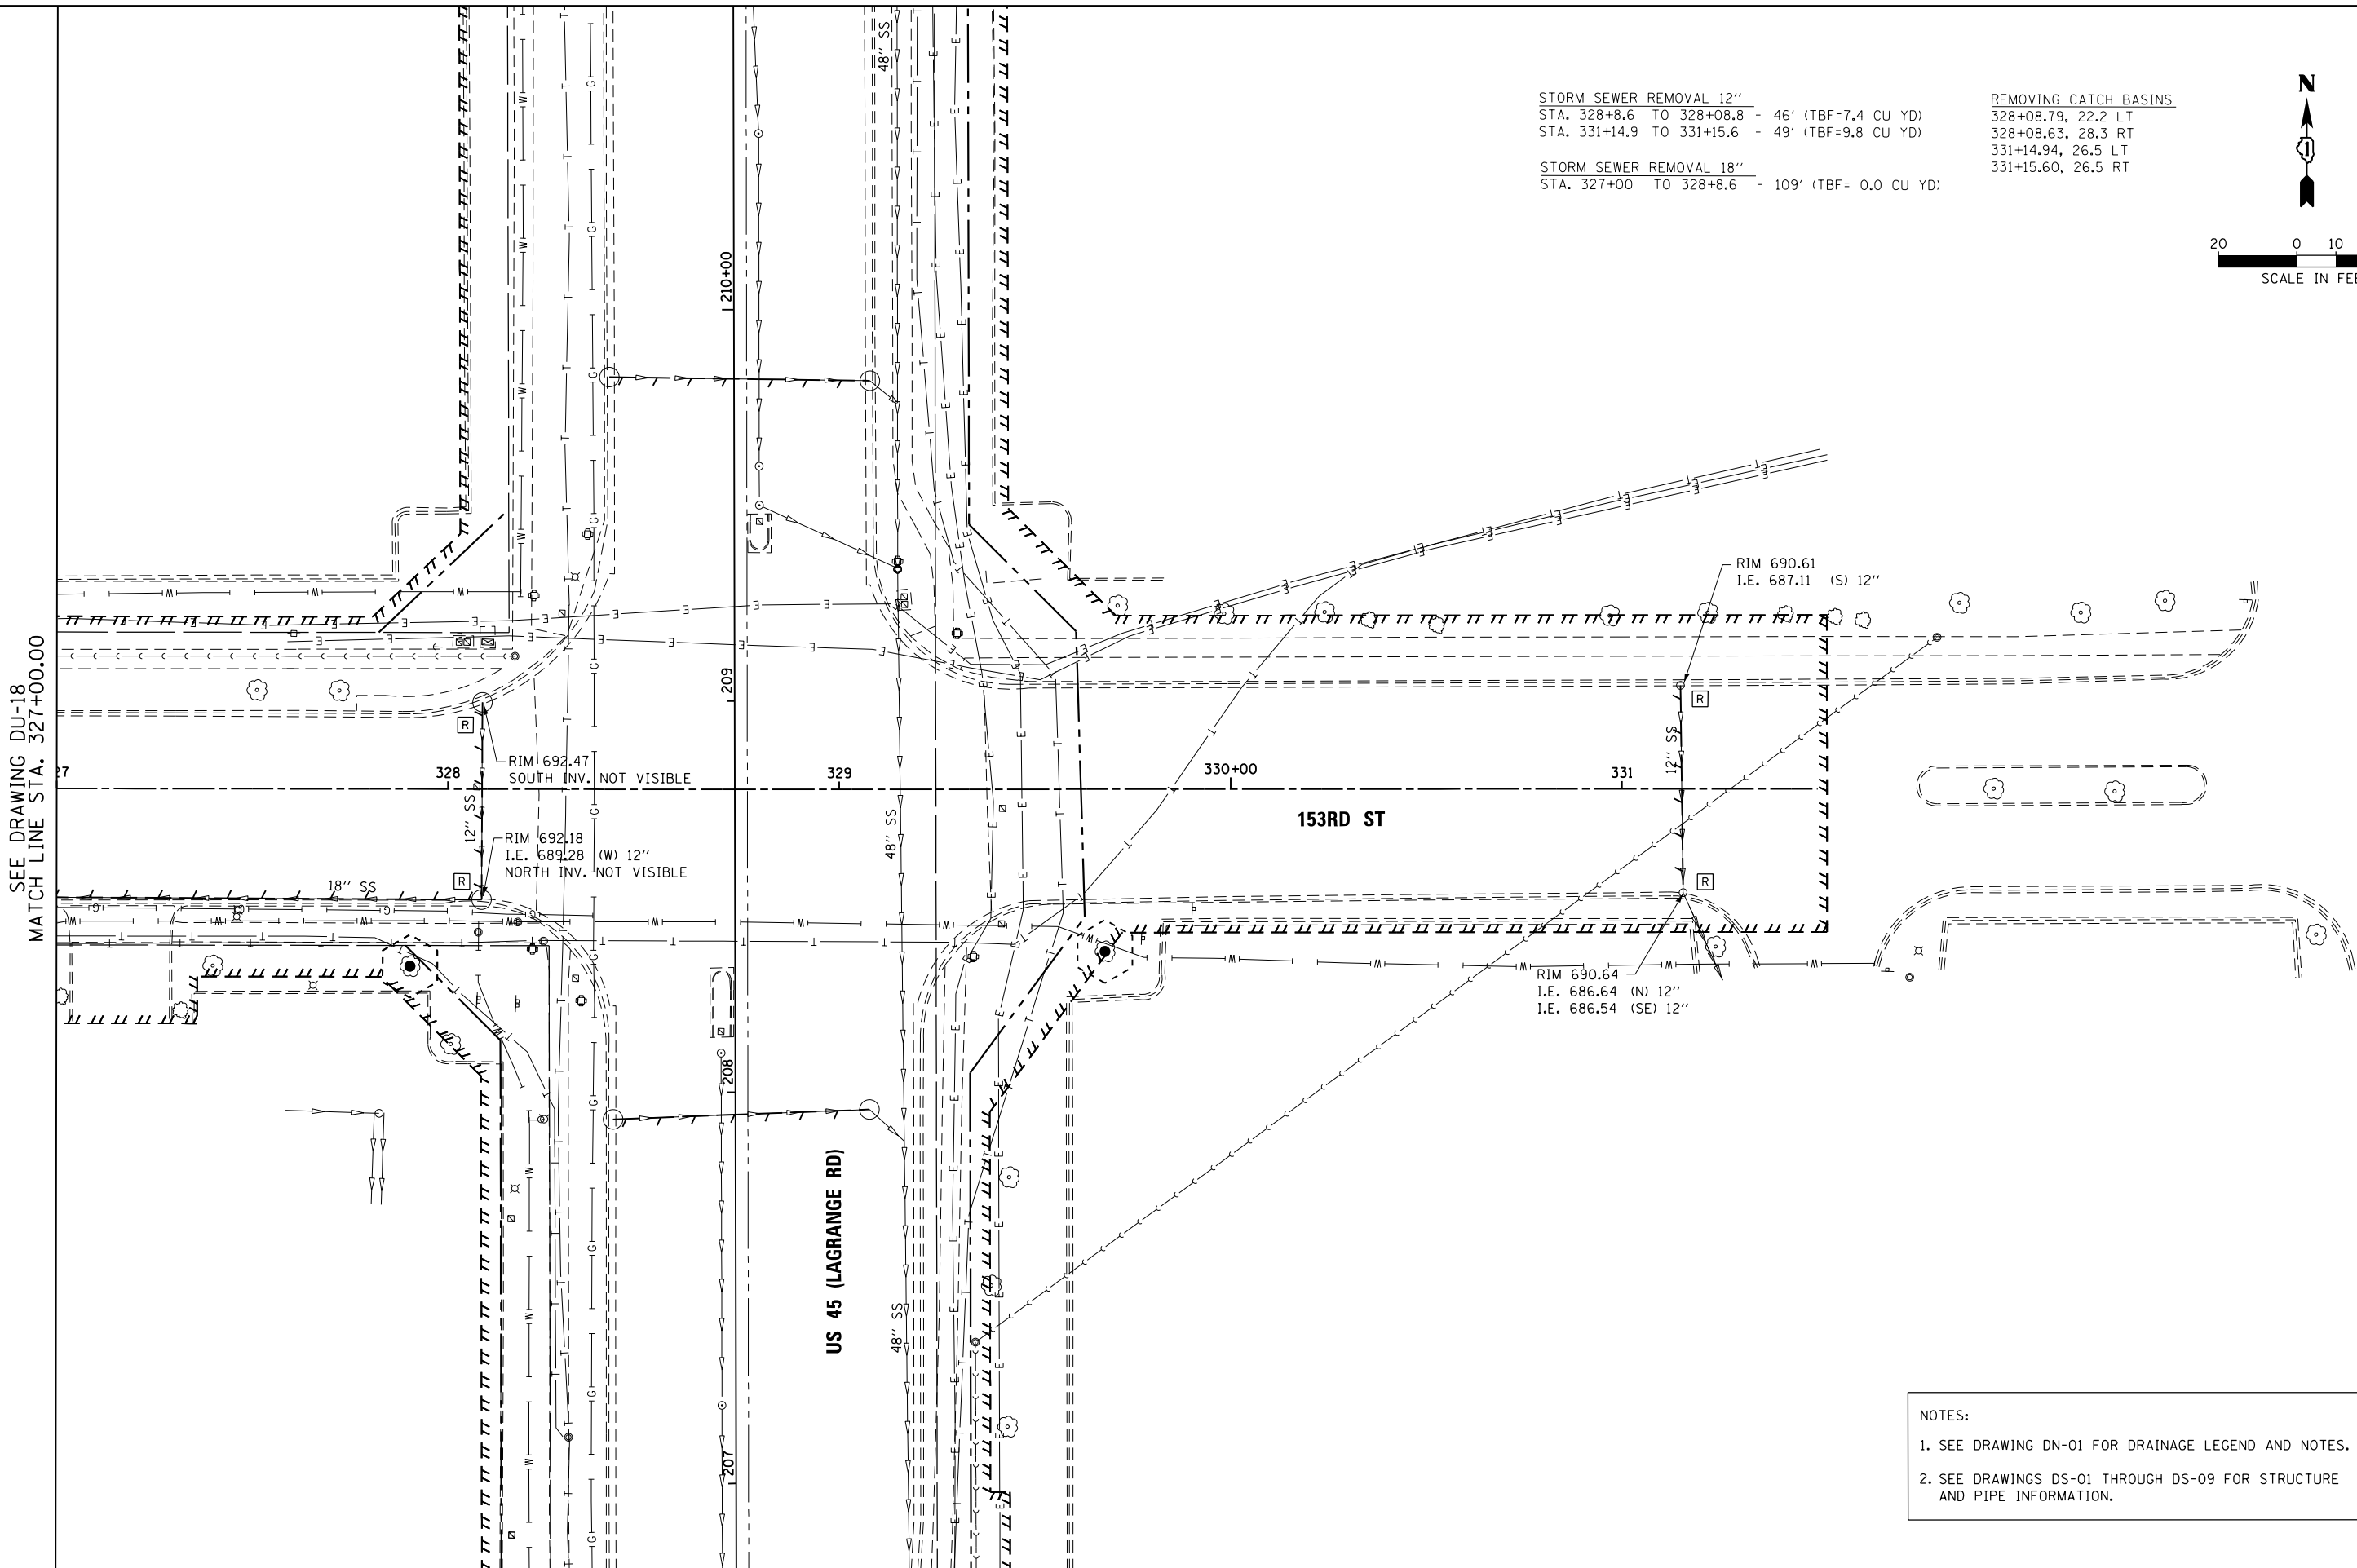 STORM SEWER REMOVAL 12''
STA. 328+8.6 TO 328+08.8 - 46' (TBF=7.4 CU YD)
STA. 331+14.9 TO 331+15.6 - 49' (TBF=9.8 CU YD)
STORM SEWER REMOVAL 18''
STA. 327+00 TO 328+8.6 - 109' (TBF= 0.0 CU YD)
REMOVING CATCH BASINS
328+08.79, 22.2 LT
328+08.63, 28.3 RT
331+14.94, 26.5 LT
331+15.60, 26.5 RT
N
20 0 10
SCALE IN FEE
48'' SS
210+00
RIM 690.61
I.E. 687.11 (S) 12''
209
R
R
SEE DRAWING DU-18
MATCH LINE STA. 327+00.00
RIM 692.47
SOUTH INV. NOT VISIBLE
12'' SS
27
328
329
330+00
331
12'' SS
153RD ST
48'' SS
RIM 692.18
I.E. 689.28 (W) 12''
NORTH INV. NOT VISIBLE
R
R
18'' SS
RIM 690.64
I.E. 686.64 (N) 12''
I.E. 686.54 (SE) 12''
208
US 45 (LAGRANGE RD)
48'' SS
207
NOTES:
1. SEE DRAWING DN-01 FOR DRAINAGE LEGEND AND NOTES.
2. SEE DRAWINGS DS-01 THROUGH DS-09 FOR STRUCTURE
AND PIPE INFORMATION.